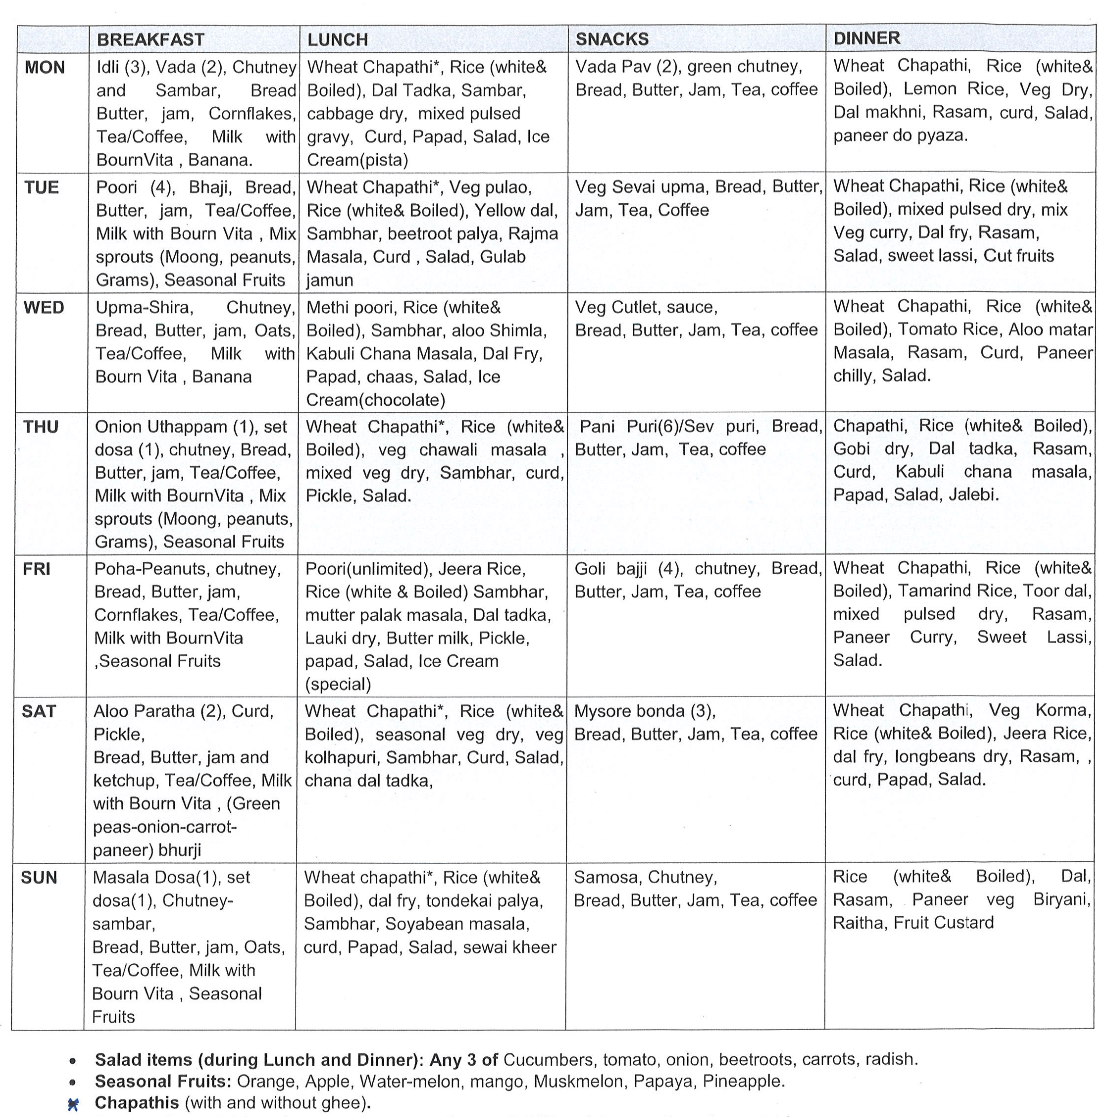 BREAKFAST LUNCH SNACKS DINNER
MON
Idli (3), Vada (2), Chutney
and Sambar, Bread
Butter, jam, Cornflakes,
Tea/Coffee, Milk with
BournVita , Banana.
Wheat Chapathi*, Rice (white&
Boiled), Dal Tadka, Sambar,
cabbage dry, mixed pulsed
gravy, Curd, Papad, Salad, Ice
Cream(pista)
Vada Pav (2), green chutney,
Bread, Butter, Jam, Tea, coffee
Wheat Chapathi, Rice (white&
Boiled), Lemon Rice, Veg Dry,
Dal makhni, Rasam, curd, Salad,
paneer do pyaza.
TUE
Poori (4), Bhaji, Bread,
Butter, jam, Tea/Coffee,
Milk with Bourn Vita , Mix
sprouts (Moong, peanuts,
Grams), Seasonal Fruits
Wheat Chapathi*, Veg pulao,
Rice (white& Boiled), Yellow dal,
Sambhar, beetroot palya, Rajma
Masala, Curd , Salad, Gulab
jamun
Veg Sevai upma, Bread, Butter,
Jam, Tea, Coffee
Wheat Chapathi, Rice (white&
Boiled), mixed pulsed dry, mix
Veg curry, Dal fry, Rasam,
Salad, sweet lassi, Cut fruits
WED
Upma-Shira, Chutney,
Bread, Butter, jam, Oats,
Tea/Coffee, Milk with
Bourn Vita , Banana
Methi poori, Rice (white&
Boiled), Sambhar, aloo Shimla,
Kabuli Chana Masala, Dal Fry,
Papad, chaas, Salad, Ice
Cream(chocolate)
Veg Cutlet, sauce,
Bread, Butter, Jam, Tea, coffee
Wheat Chapathi, Rice (white&
Boiled), Tomato Rice, Aloo matar
Masala, Rasam, Curd, Paneer
chilly, Salad.
THU
Onion Uthappam (1), set
dosa (1), chutney, Bread,
Butter, jam, Tea/Coffee,
Milk with BournVita , Mix
sprouts (Moong, peanuts,
Grams), Seasonal Fruits
Wheat Chapathi*, Rice (white&
Boiled), veg chawali masala ,
mixed veg dry, Sambhar, curd,
Pickle, Salad.
Pani Puri(6)/Sev puri, Bread,
Butter, Jam, Tea, coffee
Chapathi, Rice (white& Boiled),
Gobi dry, Dal tadka, Rasam,
Curd, Kabuli chana masala,
Papad, Salad, Jalebi.
FRI
Poha-Peanuts, chutney,
Bread, Butter, jam,
Cornflakes, Tea/Coffee,
Milk with BournVita
,Seasonal Fruits
Poori(unlimited), Jeera Rice,
Rice (white & Boiled) Sambhar,
mutter palak masala, Dal tadka,
Lauki dry, Butter milk, Pickle,
papad, Salad, Ice Cream
(special)
Goli bajji (4), chutney, Bread,
Butter, Jam, Tea, coffee
Wheat Chapathi, Rice (white&
Boiled), Tamarind Rice, Toor dal,
mixed pulsed dry, Rasam,
Paneer Curry, Sweet Lassi,
Salad.
SAT
Aloo Paratha (2), Curd,
Pickle,
Bread, Butter, jam and
ketchup, Tea/Coffee, Milk
with Bourn Vita , (Green
peas-onion-carrot-
paneer) bhurji
Wheat Chapathi*, Rice (white&
Boiled), seasonal veg dry, veg
kolhapuri, Sambhar, Curd, Salad,
chana dal tadka,
Mysore bonda (3),
Bread, Butter, Jam, Tea, coffee
Wheat Chapathi, Veg Korma,
Rice (white& Boiled), Jeera Rice,
dal fry, longbeans dry, Rasam, ,
curd, Papad, Salad.
SUN
Masala Dosa(1), set
dosa(1), Chutney-
sambar,
Bread, Butter, jam, Oats,
Tea/Coffee, Milk with
Bourn Vita , Seasonal
Fruits
Wheat chapathi*, Rice (white&
Boiled), dal fry, tondekai palya,
Sambhar, Soyabean masala,
curd, Papad, Salad, sewai kheer
Samosa, Chutney,
Bread, Butter, Jam, Tea, coffee
Rice (white& Boiled), Dal,
Rasam, Paneer veg Biryani,
Raitha, Fruit Custard
• Salad items (during Lunch and Dinner): Any 3 of Cucumbers, tomato, onion, beetroots, carrots, radish.
• Seasonal Fruits: Orange, Apple, Water-melon, mango, Muskmelon, Papaya, Pineapple.
* Chapathis (with and without ghee).